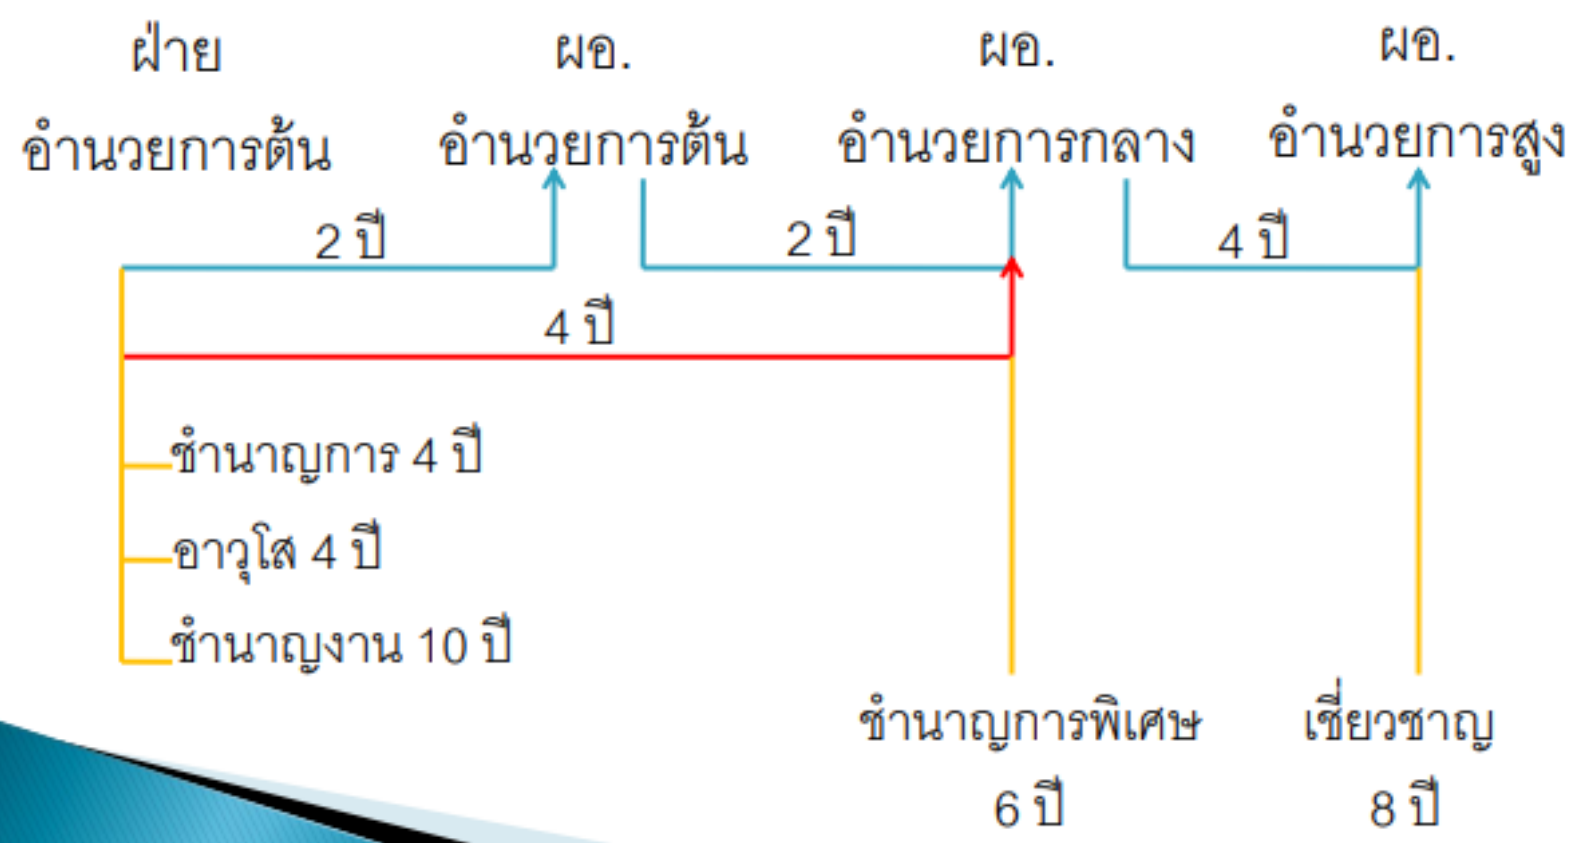 ฝ่าย
อำนวยการต้น
ผอ.
อำนวยการต้น
ผอ.
อำนวยการกลาง
ผอ.
อำนวยการสูง
2 ปี
2 ปี
4 ปี
4 ปี
ชำนาญการ 4 ปี
อาวุโส 4 ปี
ชำนาญงาน 10 ปี
ชำนาญการพิเศษ
6 ปี
เชี่ยวชาญ
8 ปี